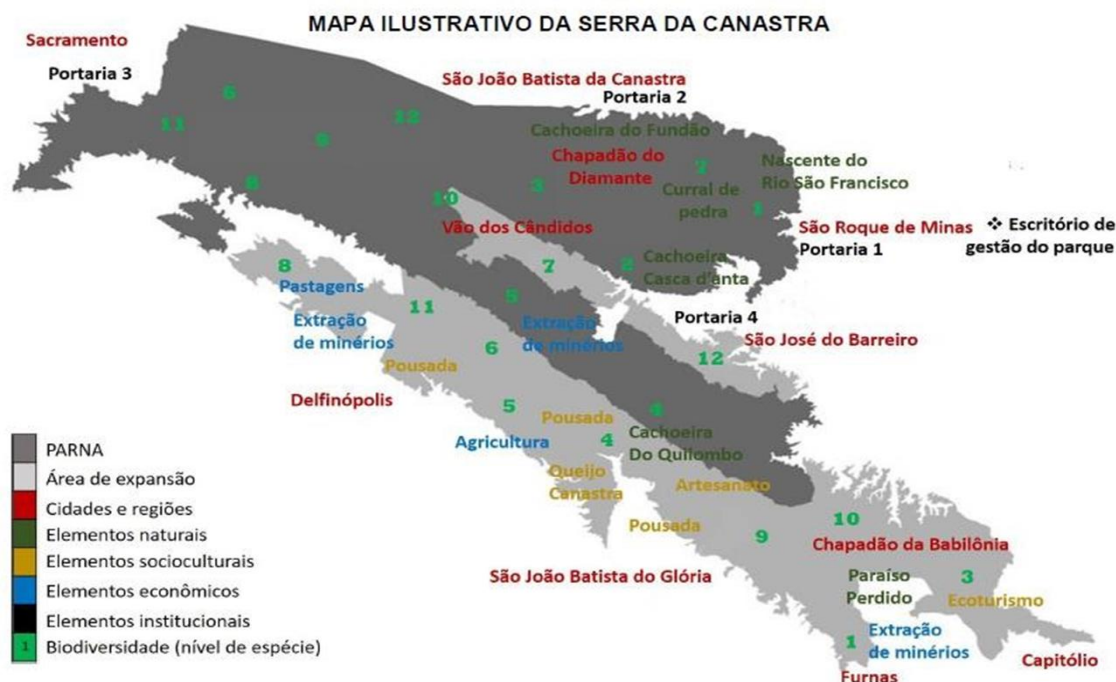 MAPA ILUSTRATIVO DA SERRA DA CANASTRA
Sacramento
Portaria 3
São João Batista da Canastra
Portaria 2
6
12
11
9
Cachoeira do Fundão
Chapadão do
Diamante
7
Nascente do
Rio São Francisco
8
3
Curral de
pedra
1
10
Vão dos Cândidos
São Roque de Minas
Portaria 1
❖ Escritório de
gestão do parque
8
Pastagens
7
2
Cachoeira
Casca d'anta
11
5
Extração
de minérios
Extração
de minérios
Portaria 4
São José do Barreiro
6
12
Pousada
Delfinópolis
5
Pousada
4
Agricultura
4
Cachoeira
Do Quilombo
Queijo
Canastra
Artesanato
Pousada
9
10
Chapadão da Babilônia
São João Batista do Glória
Paraíso
Perdido
3
Ecoturismo
1
Extração
de minérios
Capitólio
Furnas
PARNA
Área de expansão
Cidades e regiões
Elementos naturais
Elementos socioculturais
Elementos econômicos
Elementos institucionais
1 Biodiversidade (nível de espécie)